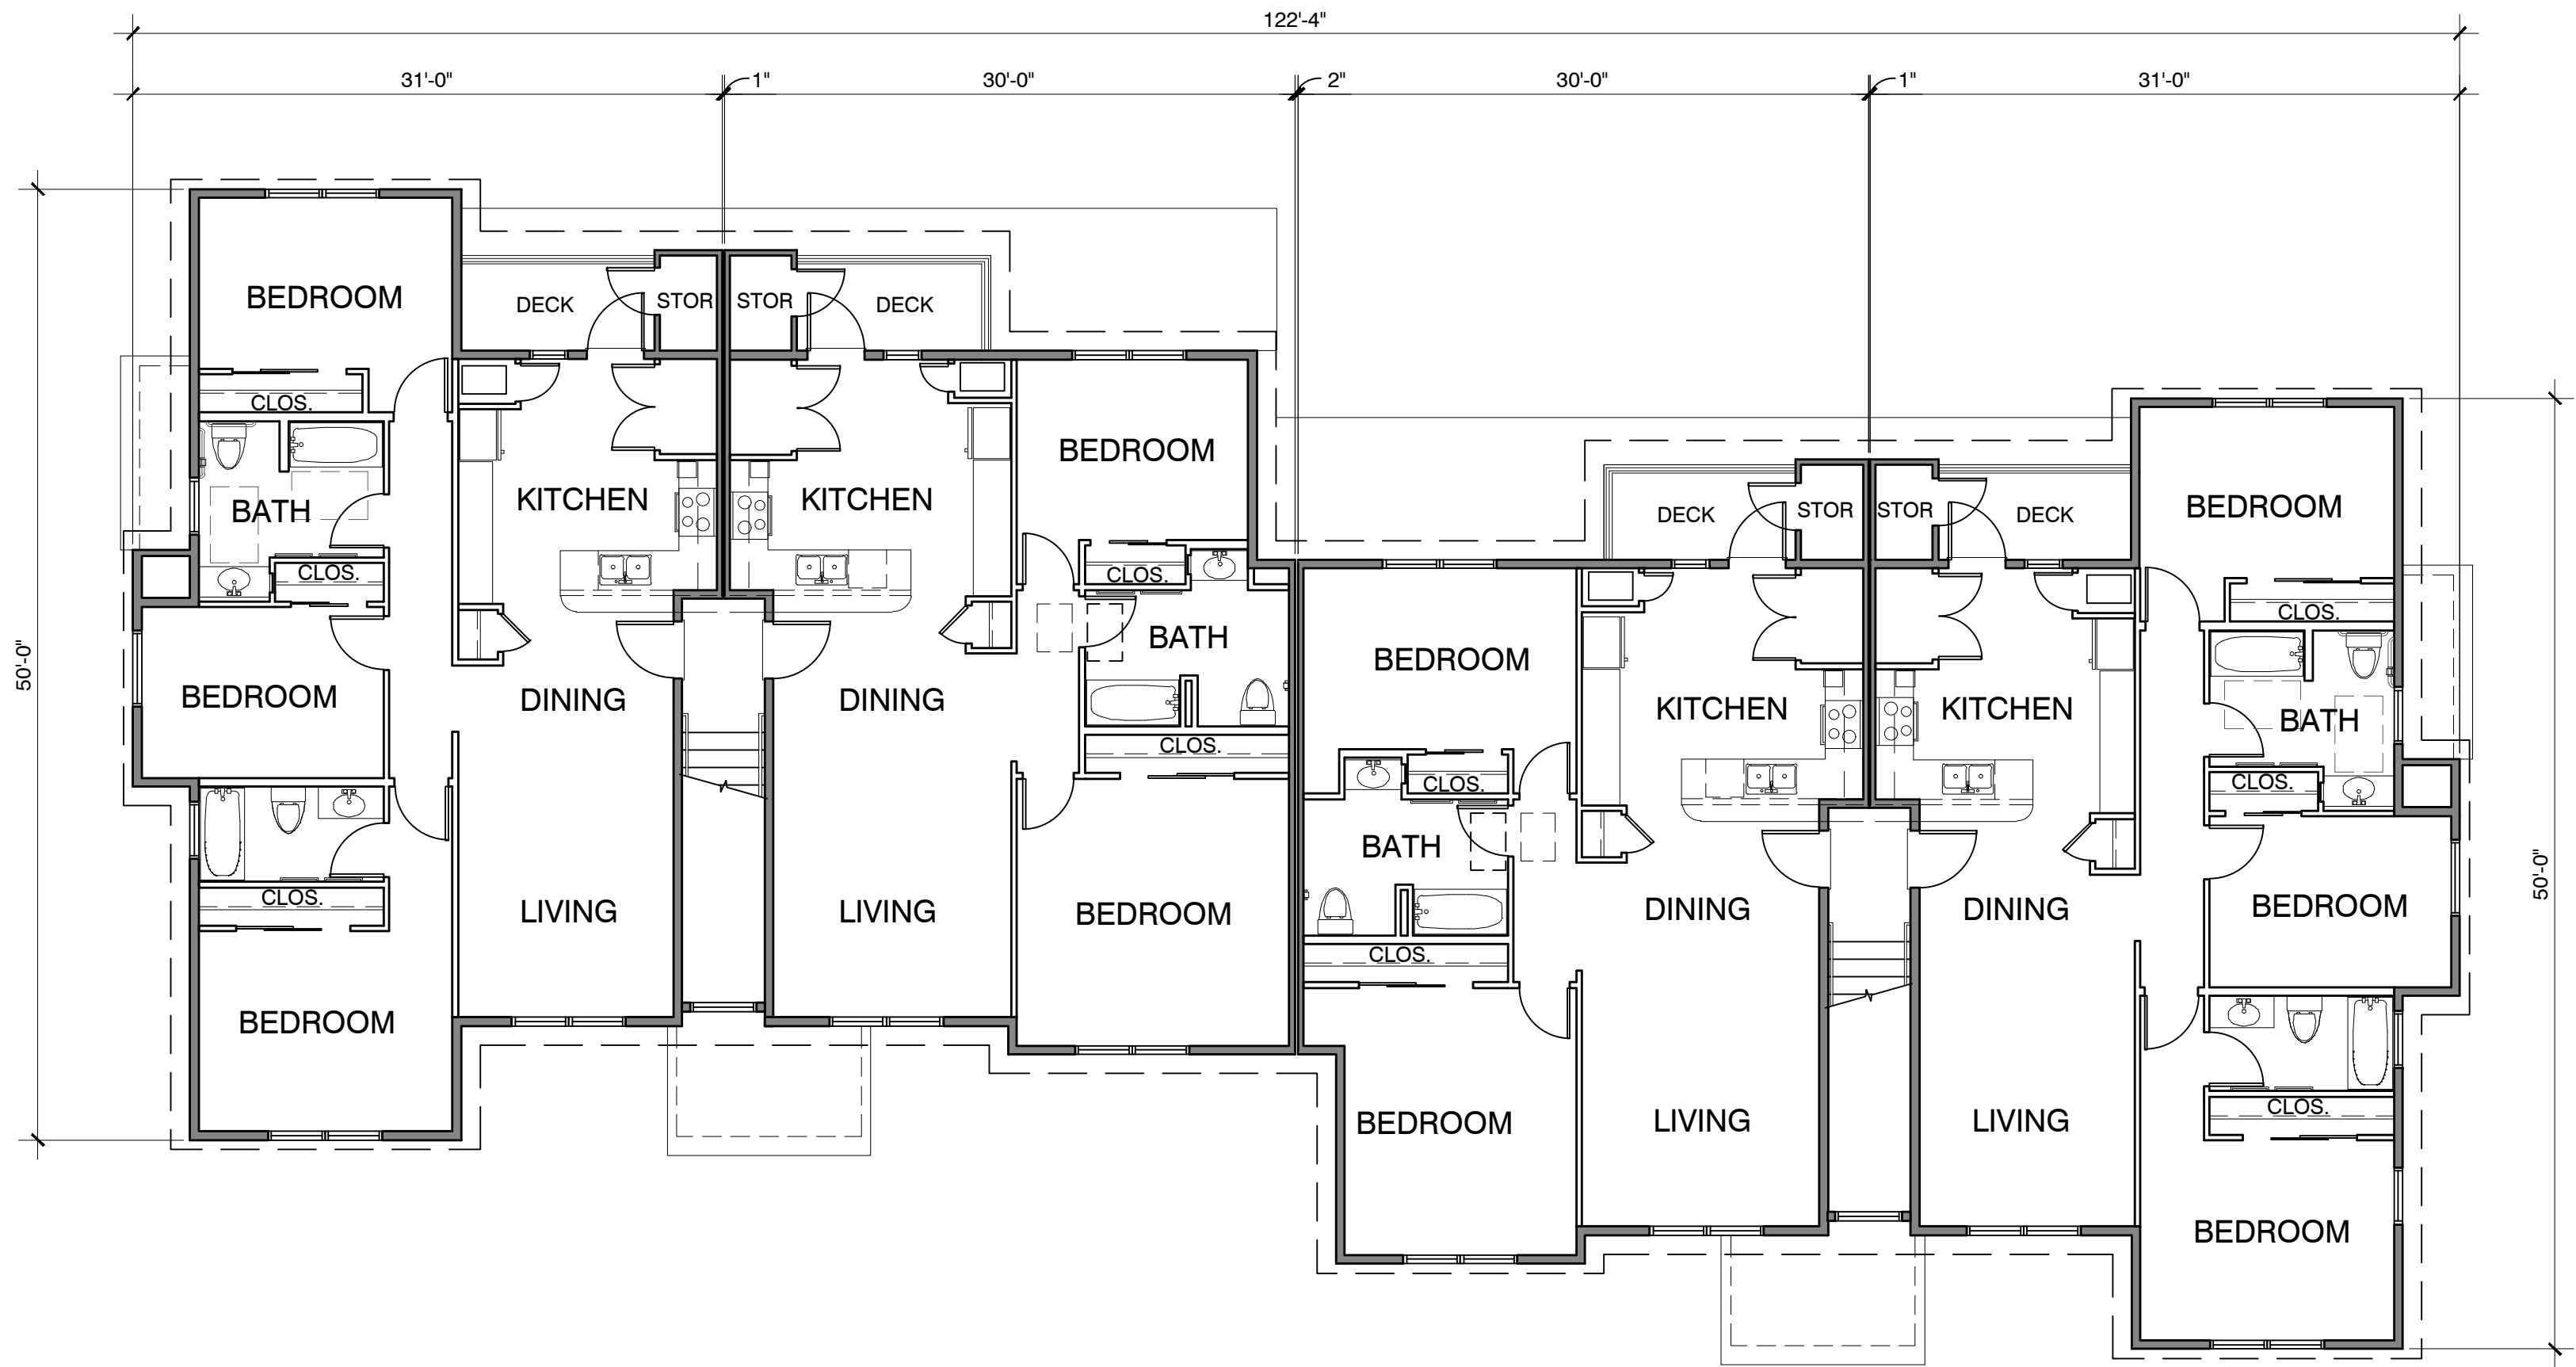 122'-4"
31'-0"
1"
30'-0"
2"
30'-0"
1"
31'-0"
50'-0"
BEDROOM
DECK
STOR
STOR
DECK
CLOS.
BATH
KITCHEN
KITCHEN
BEDROOM
CLOS.
CLOS.
BATH
BEDROOM
DINING
DINING
CLOS.
CLOS.
LIVING
LIVING
BEDROOM
BEDROOM
BEDROOM
DECK
STOR
STOR
DECK
BEDROOM
CLOS.
KITCHEN
KITCHEN
BATH
CLOS.
CLOS.
BATH
DINING
DINING
BEDROOM
CLOS.
BEDROOM
LIVING
LIVING
CLOS.
BEDROOM
50'-0"